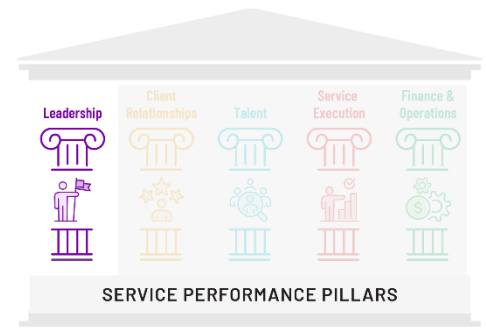 Leadership
Client
Relationships
Talent
Service
Execution
Finance &
Operations
$
SERVICE PERFORMANCE PILLARS